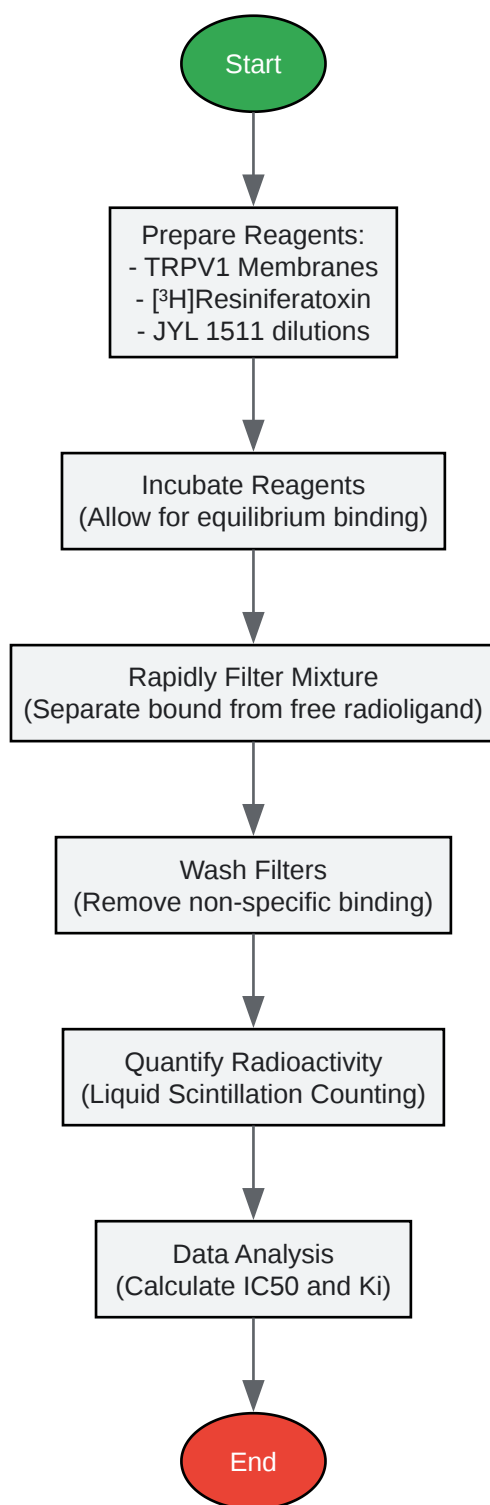 Start
Prepare Reagents:
- TRPV1 Membranes
- [³H]Resiniferatoxin
- JYL 1511 dilutions
Incubate Reagents
(Allow for equilibrium binding)
Rapidly Filter Mixture
(Separate bound from free radioligand)
Wash Filters
(Remove non-specific binding)
Quantify Radioactivity
(Liquid Scintillation Counting)
Data Analysis
(Calculate IC50 and Ki)
End